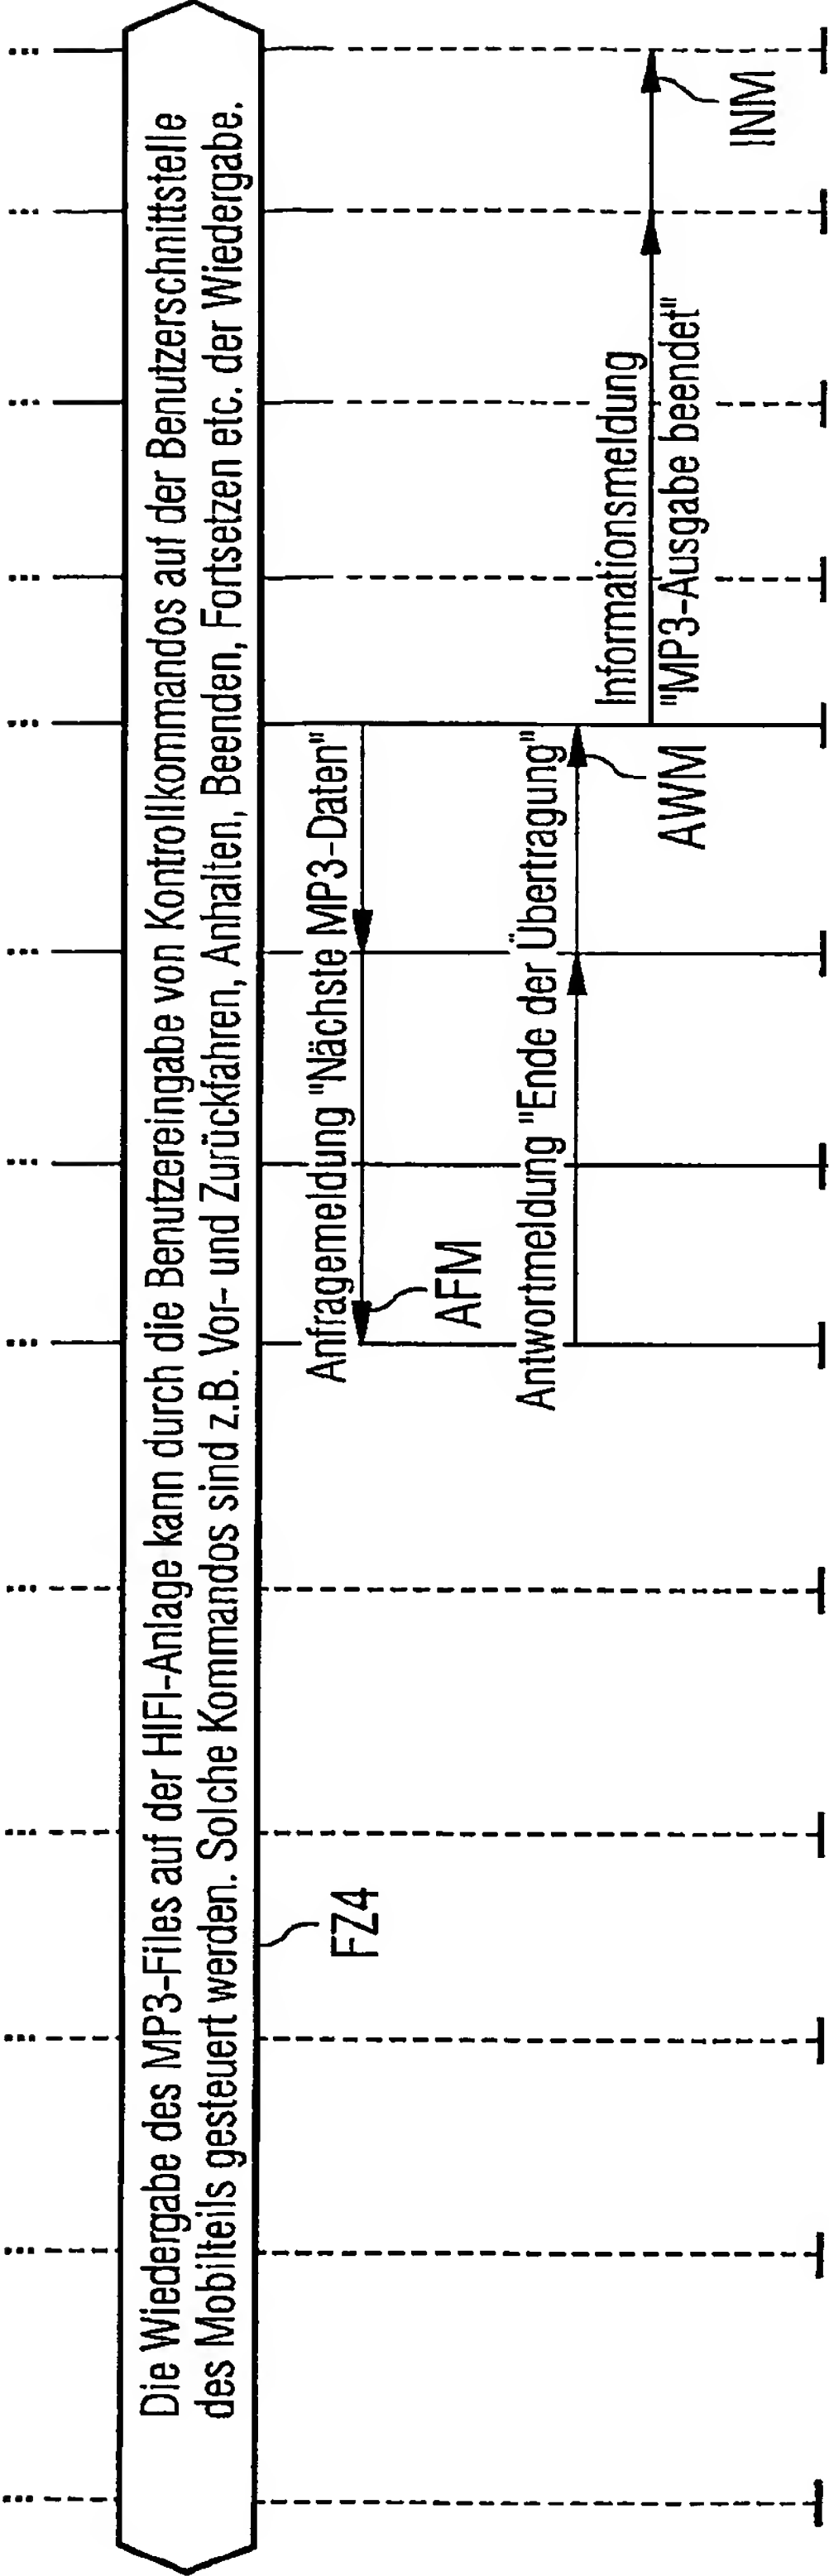 Die Wiedergabe des MP3-Files auf der HIFI-Anlage kann durch die Benutzereingabe von Kontrollkommandos auf der Benutzerschnittstelle
des Mobilteils gesteuert werden. Solche Kommandos sind z.B. Vor- und Zurückfahren, Anhalten, Beenden, Fortsetzen etc. der Wiedergabe.
FZ4
Anfragemeldung "Nächste MP3-Daten"
AFM
Antwortmeldung "Ende der Übertragung"
AWM
Informationsmeldung
"MP3-Ausgabe beendet"
INM